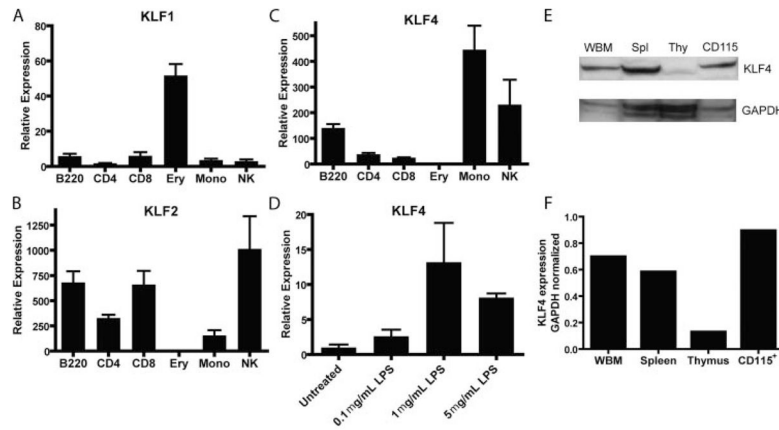 A
KLF1
Relative Expression
80
60
40
20
0
B220 CD4 CD8 Ery Mono NK
B
KLF2
Relative Expression
1250
1000
750
500
250
B220 CD4 CD8 Ery Mono NK
C
KLF4
Relative Expression
500
400
300
200
100
0
B220 CD4 CD8 Ery Mono NK
D
KLF4
Relative Expression
20
15
10
5
0
Untreated
0.1mg/mL LPS
1mg/mL LPS
5mg/mL LPS
E
WBM Spl Thy CD115
KLF4
GAPDH
F
KLF4 expression
GAPDH normalized
1.0
0.8
0.6
0.4
0.2
0.0
WBM Spleen Thymus CD115+